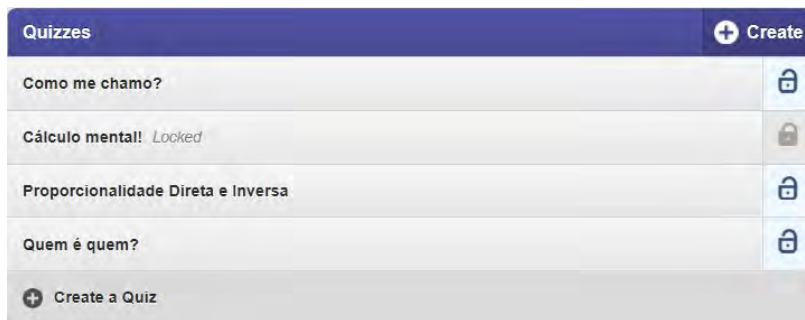 Quizzes Create
Como me chamo?
Cálculo mental! Locked
Proporcionalidade Direta e Inversa
Quem é quem?
Create a Quiz